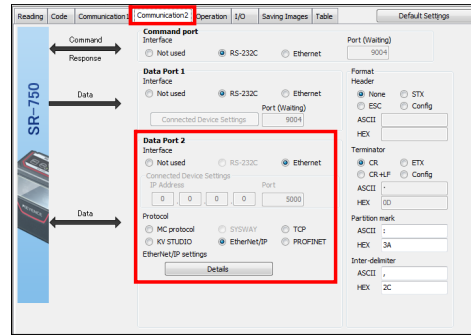 Reading Code Communication1 Communication2 Operation I/O Saving Images Table Default Settings
SR-750
Command
Response
Data
Data
Command port
Interface
Not used RS-232C Ethernet
Port (Waiting)
9004
Data Port 1
Interface
Not used RS-232C Ethernet
Port (Waiting)
Connected Device Settings 9004
Data Port 2
Interface
Not used RS-232C Ethernet
Connected Device Settings
IP Address Port
0 . 0 . 0 . 0 5000
Protocol
MC protocol SYSWAY TCP
KV STUDIO EtherNet/IP PROFINET
EtherNet/IP settings
Details
Format
Header
None STX
ESC Config
ASCII
HEX
Terminator
CR ETX
CR+LF Config
ASCII ·
HEX 0D
Partition mark
ASCII :
HEX 3A
Inter-delimiter
ASCII ,
HEX 2C